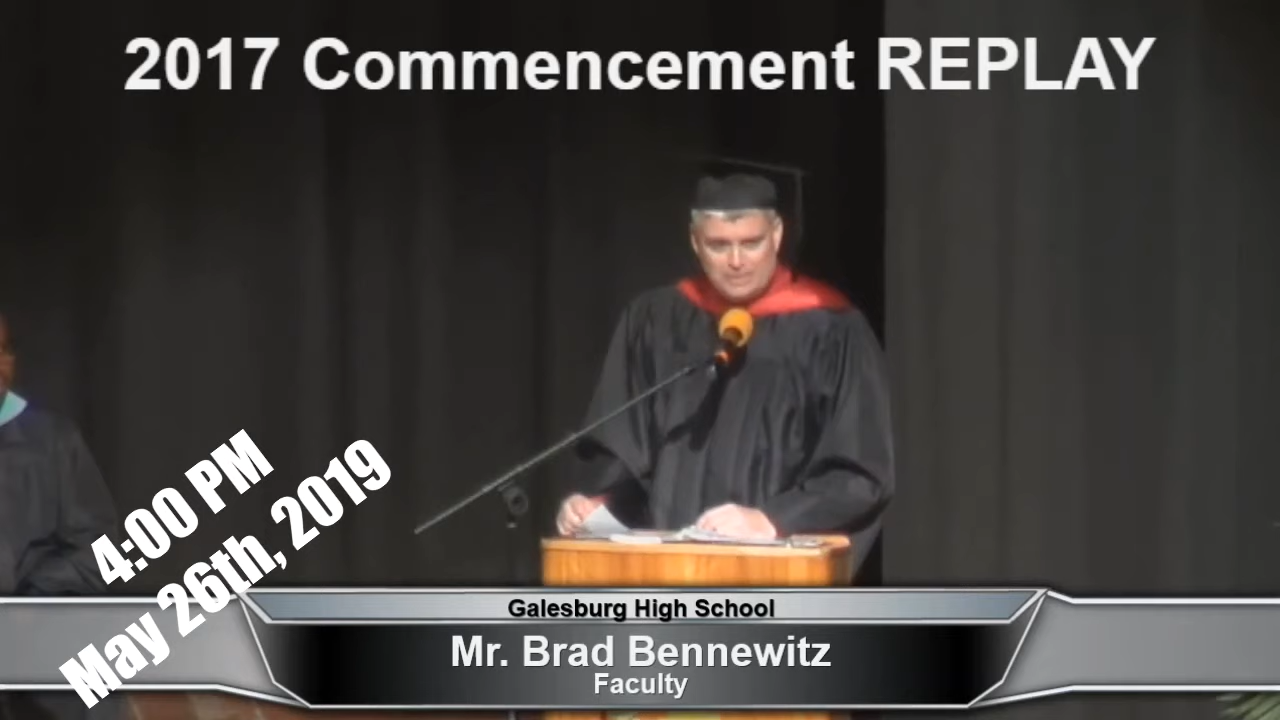 2017 Commencement REPLAY
4:00 PM
May 26th, 2019
Galesburg High School
Mr. Brad Bennewitz
Faculty